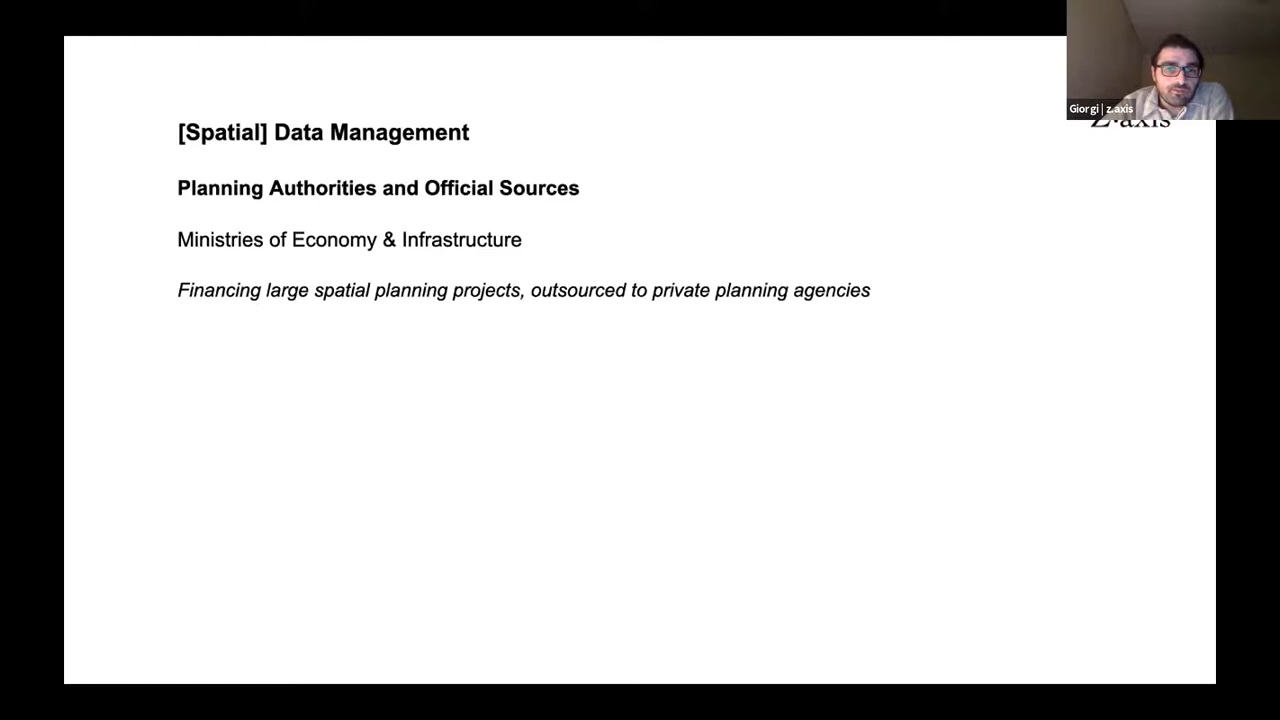 [Spatial] Data Management
Planning Authorities and Official Sources
Ministries of Economy & Infrastructure
Financing large spatial planning projects, outsourced to private planning agencies
Giorgi | z.axis
z.axis